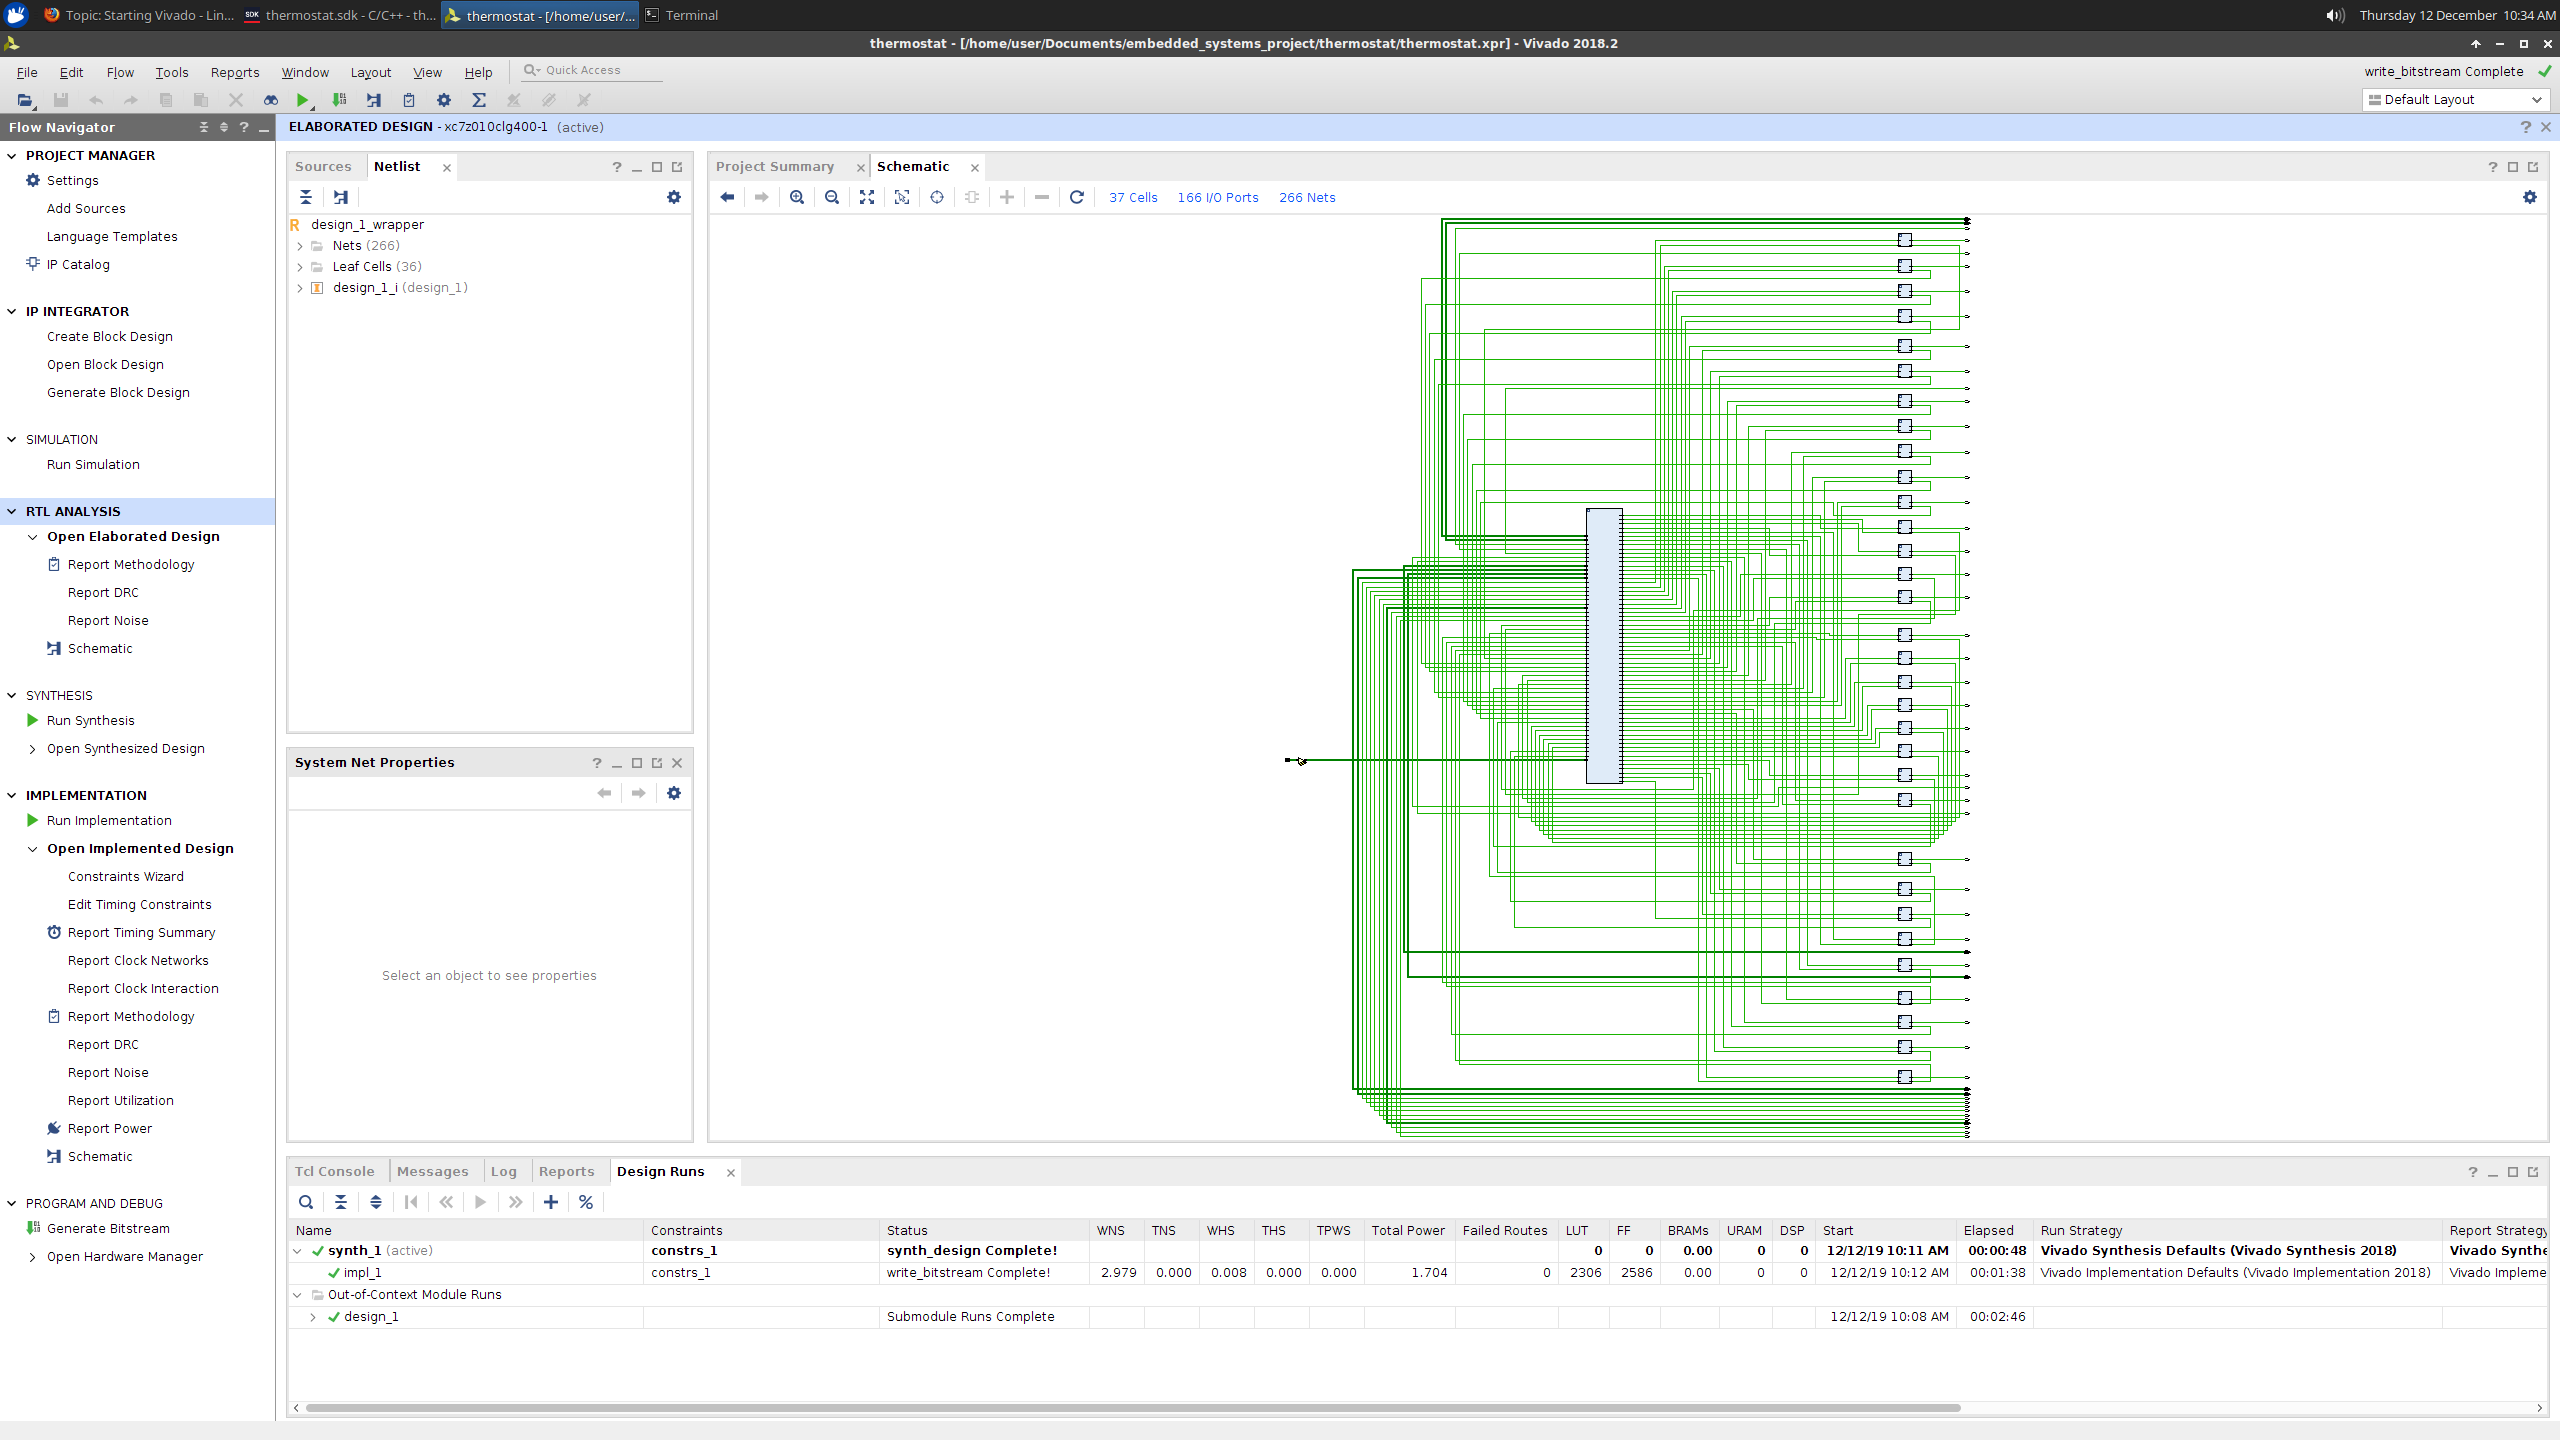 Topic: Starting Vivado - Lin... SDK thermostat.sdk - C/C++ - th... thermostat - [/home/user/... Terminal Thursday 12 December 10:34 AM
thermostat - [/home/user/Documents/embedded_systems_project/thermostat/thermostat.xpr] - Vivado 2018.2
File Edit Flow Tools Reports Window Layout View Help Quick Access write_bitstream Complete
Default Layout
Flow Navigator
ELABORATED DESIGN - xc7z010clg400-1 (active)
PROJECT MANAGER
Settings
Add Sources
Language Templates
IP Catalog
IP INTEGRATOR
Create Block Design
Open Block Design
Generate Block Design
SIMULATION
Run Simulation
RTL ANALYSIS
Open Elaborated Design
Report Methodology
Report DRC
Report Noise
Schematic
SYNTHESIS
Run Synthesis
Open Synthesized Design
IMPLEMENTATION
Run Implementation
Open Implemented Design
Constraints Wizard
Edit Timing Constraints
Report Timing Summary
Report Clock Networks
Report Clock Interaction
Report Methodology
Report DRC
Report Noise
Report Utilization
Report Power
Schematic
PROGRAM AND DEBUG
Generate Bitstream
Open Hardware Manager
Sources Netlist
design_1_wrapper
Nets (266)
Leaf Cells (36)
design_1_i (design_1)
System Net Properties
Select an object to see properties
Project Summary Schematic
37 Cells 166 I/O Ports 266 Nets
Tcl Console Messages Log Reports Design Runs
Name Constraints Status WNS TNS WHS THS TPWS Total Power Failed Routes LUT FF BRAMs URAM DSP Start Elapsed Run Strategy Report Strategy
synth_1 (active) constrs_1 synth_design Complete! 0 0 0.00 0 0 12/12/19 10:11 AM 00:00:48 Vivado Synthesis Defaults (Vivado Synthesis 2018) Vivado Synthe
impl_1 constrs_1 write_bitstream Complete! 2.979 0.000 0.008 0.000 0.000 1.704 0 2306 2586 0.00 0 0 12/12/19 10:12 AM 00:01:38 Vivado Implementation Defaults (Vivado Implementation 2018) Vivado Impleme
Out-of-Context Module Runs
design_1 Submodule Runs Complete 12/12/19 10:08 AM 00:02:46